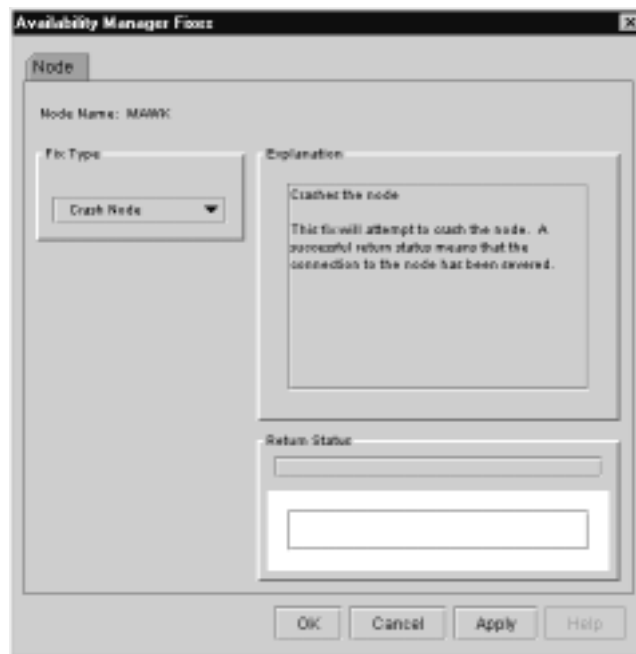 Availability Manager Fixes
Node
Node Name: MAWK
Fix Type
Crash Node
Explanation
Crashes the node
This fix will attempt to crash the node. A
successful return status means that the
connection to the node has been severed.
Return Status
OK
Cancel
Apply
Help